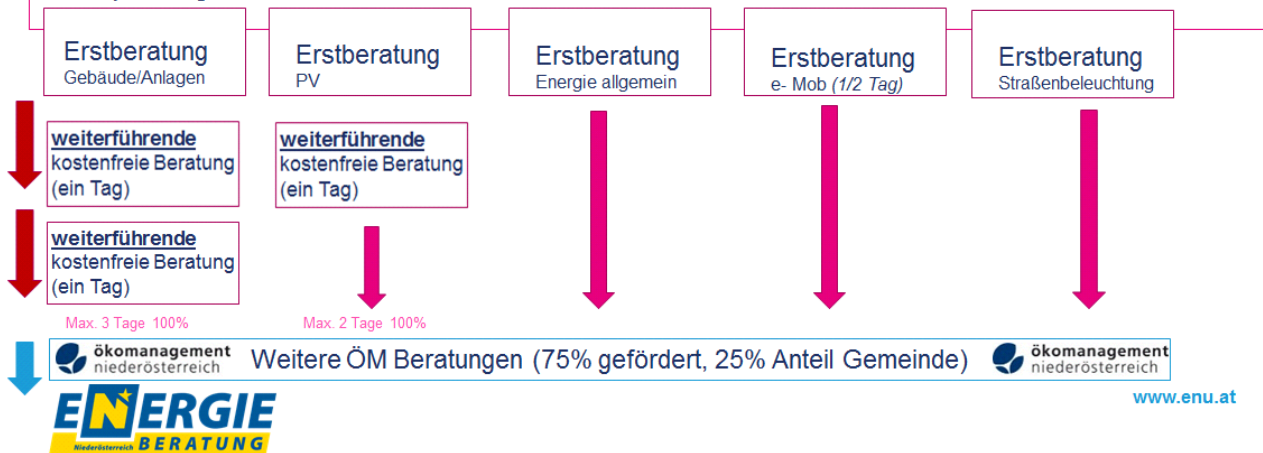 Erstberatung
Gebäude/Anlagen
Erstberatung
PV
Erstberatung
Energie allgemein
Erstberatung
e- Mob (1/2 Tag)
Erstberatung
Straßenbeleuchtung
weiterführende
kostenfreie Beratung
(ein Tag)
weiterführende
kostenfreie Beratung
(ein Tag)
weiterführende
kostenfreie Beratung
(ein Tag)
Max. 3 Tage 100%
Max. 2 Tage 100%
ökomanagement
niederösterreich
Weitere ÖM Beratungen (75% gefördert, 25% Anteil Gemeinde)
ökomanagement
niederösterreich
www.enu.at
ENERGIE
Niederösterreich BERATUNG